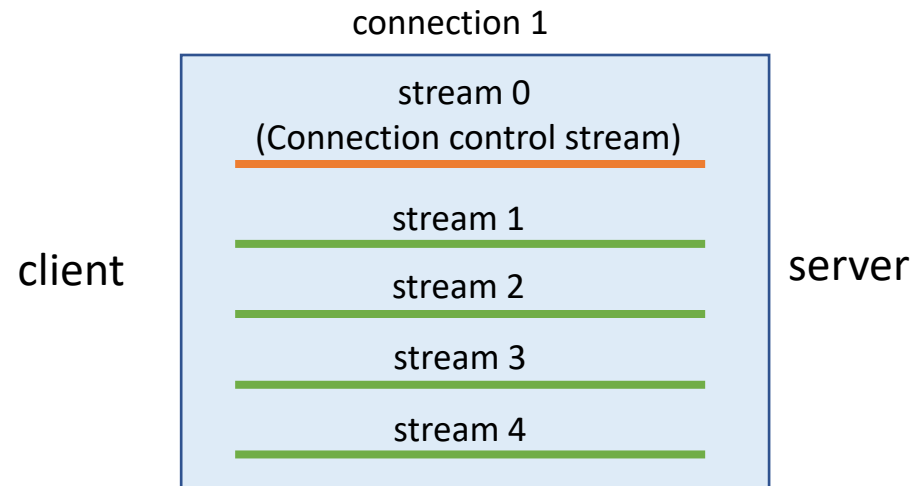 connection 1
stream 0
(Connection control stream)
stream 1
client
server
stream 2
stream 3
stream 4